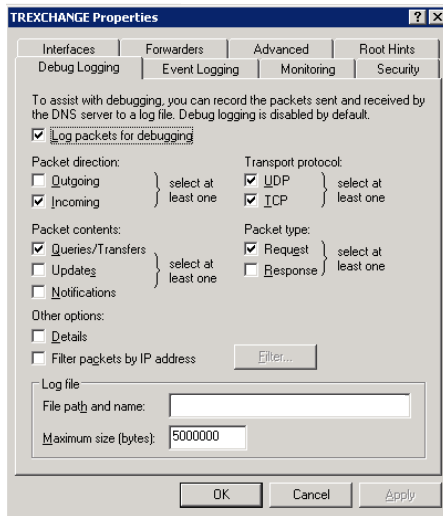 TREXCHANGE Properties
Interfaces Forwarders Advanced Root Hints
Debug Logging Event Logging Monitoring Security
To assist with debugging, you can record the packets sent and received by
the DNS server to a log file. Debug logging is disabled by default.
Log packets for debugging
Packet direction: Transport protocol:
Outgoing select at UDP select at
Incoming least one TCP least one
Packet contents: Packet type:
Queries/Transfers select at Request select at
Updates least one Response least one
Notifications
Other options:
Details
Filter packets by IP address Filter...
Log file
File path and name:
Maximum size (bytes): 5000000
OK Cancel Apply